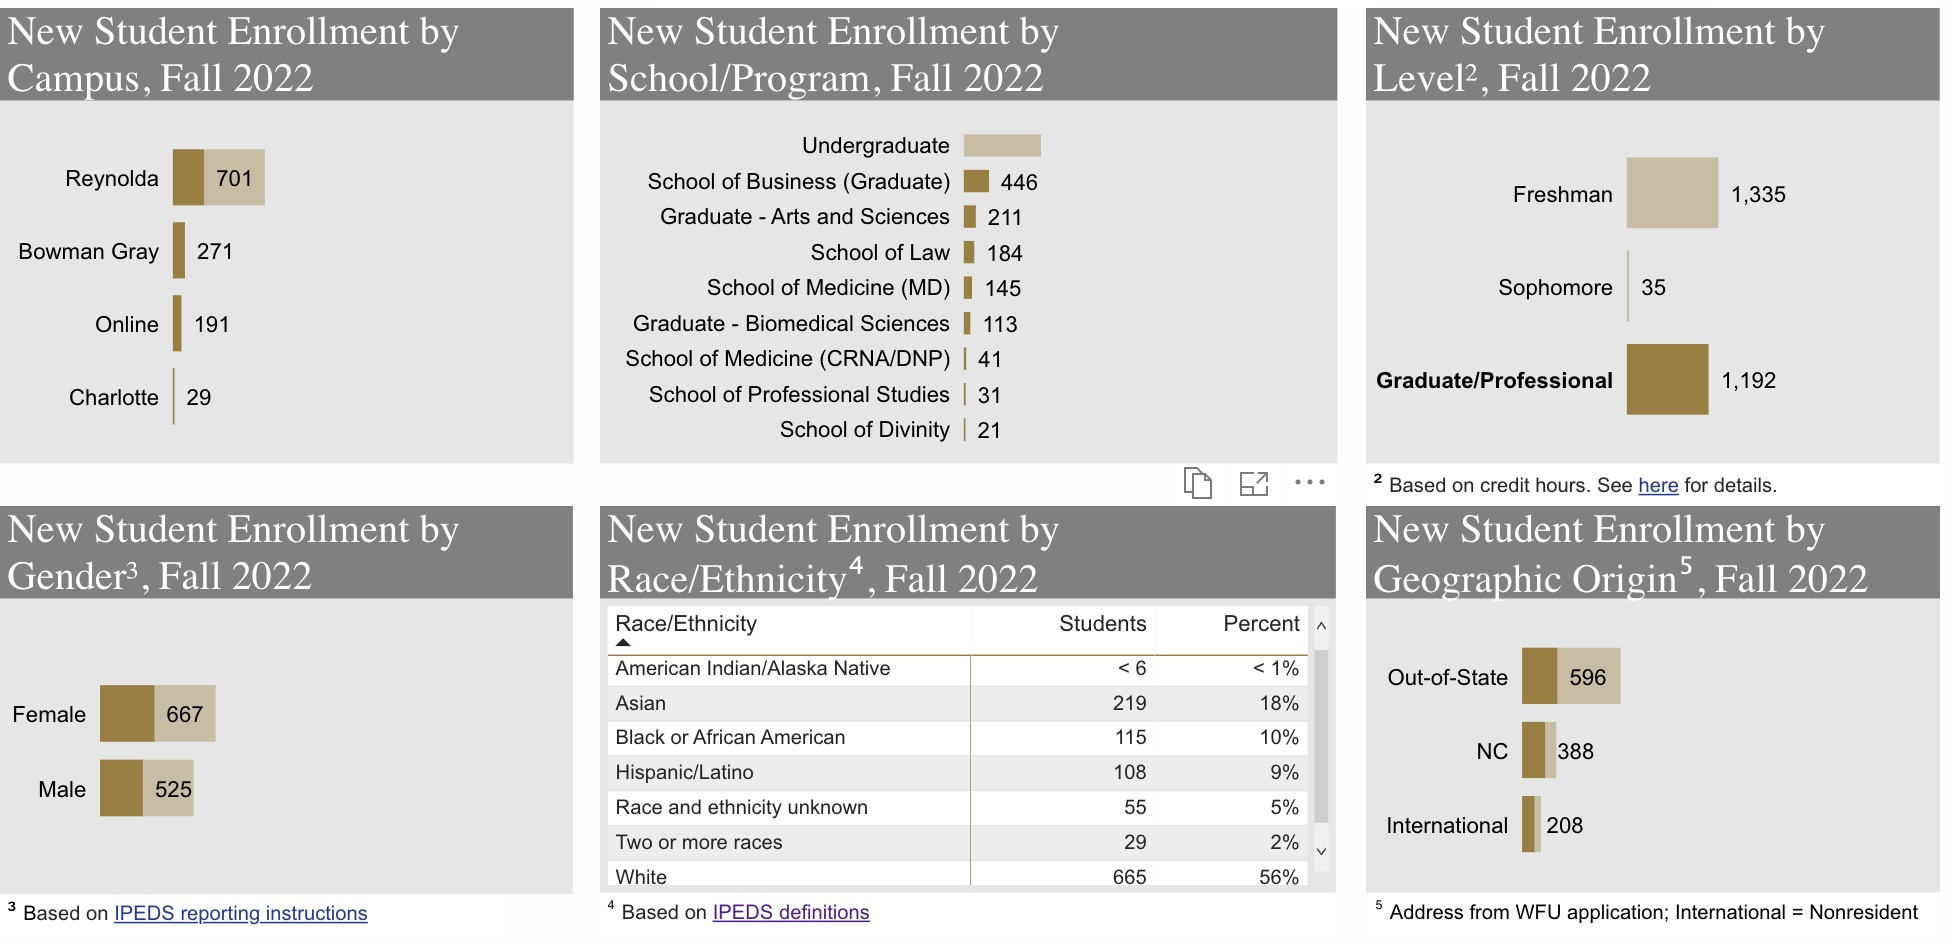 New Student Enrollment by
Campus, Fall 2022
Reynolda 701
Bowman Gray 271
Online 191
Charlotte 29
New Student Enrollment by
School/Program, Fall 2022
Undergraduate
School of Business (Graduate) 446
Graduate - Arts and Sciences 211
School of Law 184
School of Medicine (MD) 145
Graduate - Biomedical Sciences 113
School of Medicine (CRNA/DNP) 41
School of Professional Studies 31
School of Divinity 21
New Student Enrollment by
Level², Fall 2022
Freshman 1,335
Sophomore 35
Graduate/Professional 1,192
² Based on credit hours. See here for details.
New Student Enrollment by
Gender³, Fall 2022
Female 667
Male 525
³ Based on IPEDS reporting instructions
New Student Enrollment by
Race/Ethnicity⁴, Fall 2022
Race/Ethnicity Students Percent
American Indian/Alaska Native < 6 < 1%
Asian 219 18%
Black or African American 115 10%
Hispanic/Latino 108 9%
Race and ethnicity unknown 55 5%
Two or more races 29 2%
White 665 56%
⁴ Based on IPEDS definitions
New Student Enrollment by
Geographic Origin⁵, Fall 2022
Out-of-State 596
NC 388
International 208
⁵ Address from WFU application; International = Nonresident